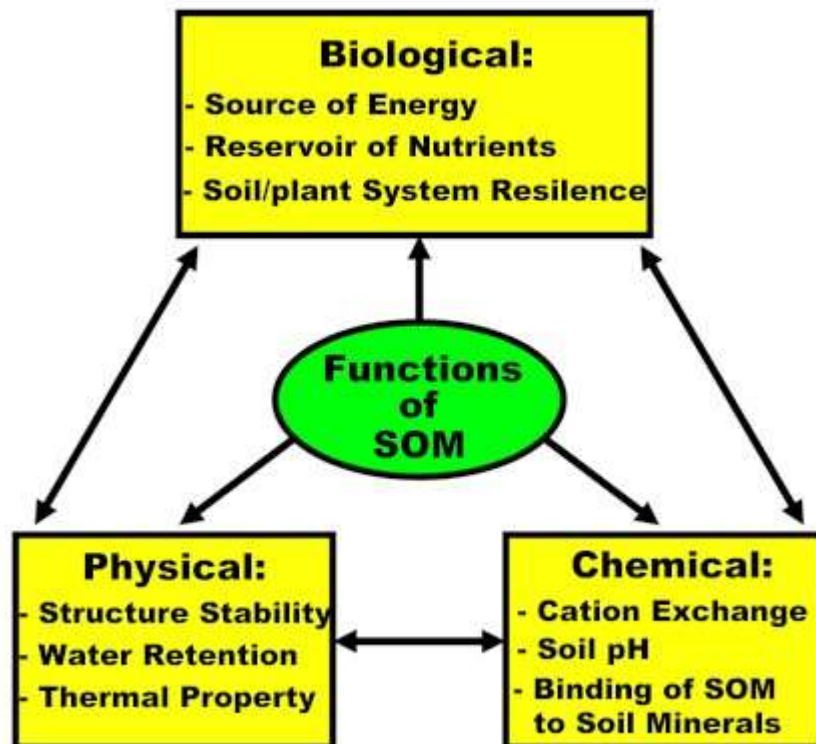 Biological:
- Source of Energy
- Reservoir of Nutrients
- Soil/plant System Resilence
Functions
of
SOM
Physical:
- Structure Stability
- Water Retention
- Thermal Property
Chemical:
- Cation Exchange
- Soil pH
- Binding of SOM
to Soil Minerals